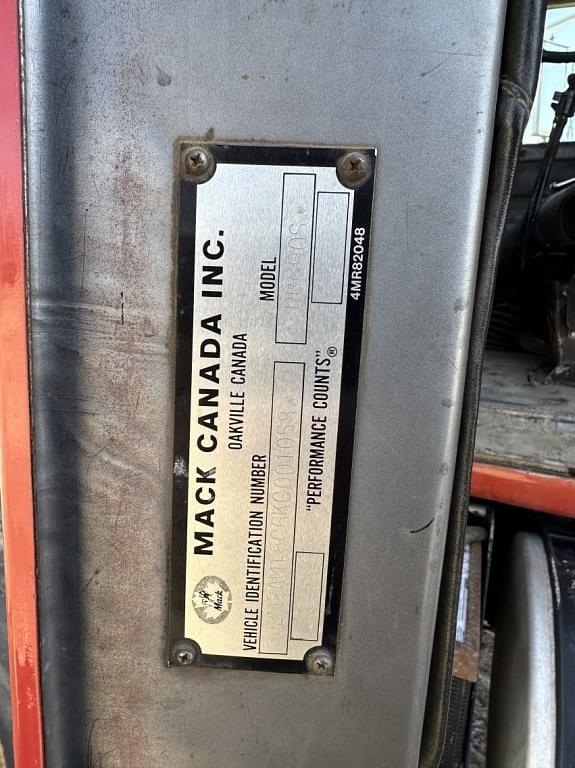 MACK CANADA INC.
OAKVILLE CANADA
VEHICLE IDENTIFICATION NUMBER
MODEL
"PERFORMANCE COUNTS"®
4MR82048
Mack